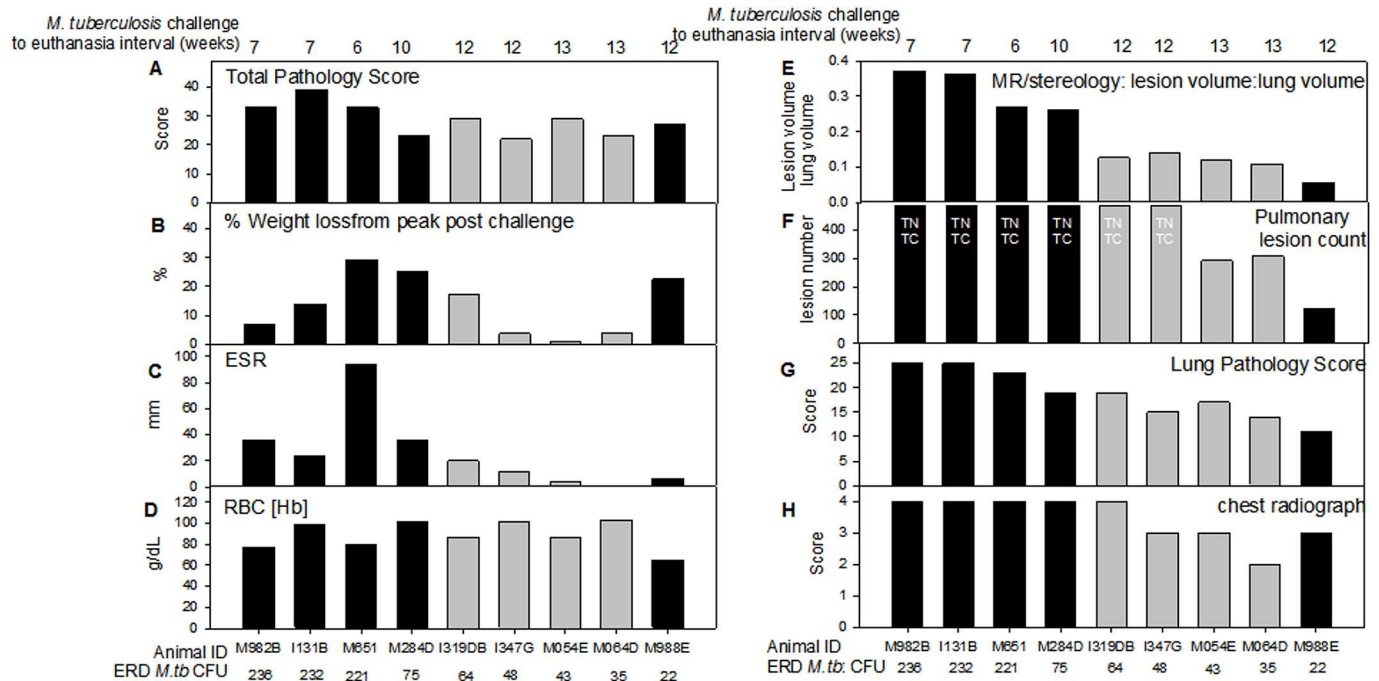 M. tuberculosis challenge
to euthanasia interval (weeks) 7 7 6 10 12 12 13 13 12
A
Total Pathology Score
Score
40
30
20
10
0
B
% Weight lossfrom peak post challenge
%
40
30
20
10
0
C
ESR
mm
100
80
60
40
20
0
D
RBC [Hb]
g/dL
120
100
80
60
40
20
0
Animal ID M982B I131B M651 M284D I319DB I347G M054E M064D M988E
ERD M.tb CFU 236 232 221 75 64 48 43 35 22
M. tuberculosis challenge
to euthanasia interval (weeks) 7 7 6 10 12 12 13 13 12
E
MR/stereology: lesion volume:lung volume
Lesion volume
lung volume
0.4
0.3
0.2
0.1
0.0
F
Pulmonary
lesion count
lesion number
400
300
200
100
0
TN TN TN TN TN TN
TC TC TC TC TC TC
G
Lung Pathology Score
Score
25
20
15
10
5
0
H
chest radiograph
Score
4
3
2
1
0
Animal ID M982B I131B M651 M284D I319DB I347G M054E M064D M988E
ERD M.tb: CFU 236 232 221 75 64 48 43 35 22